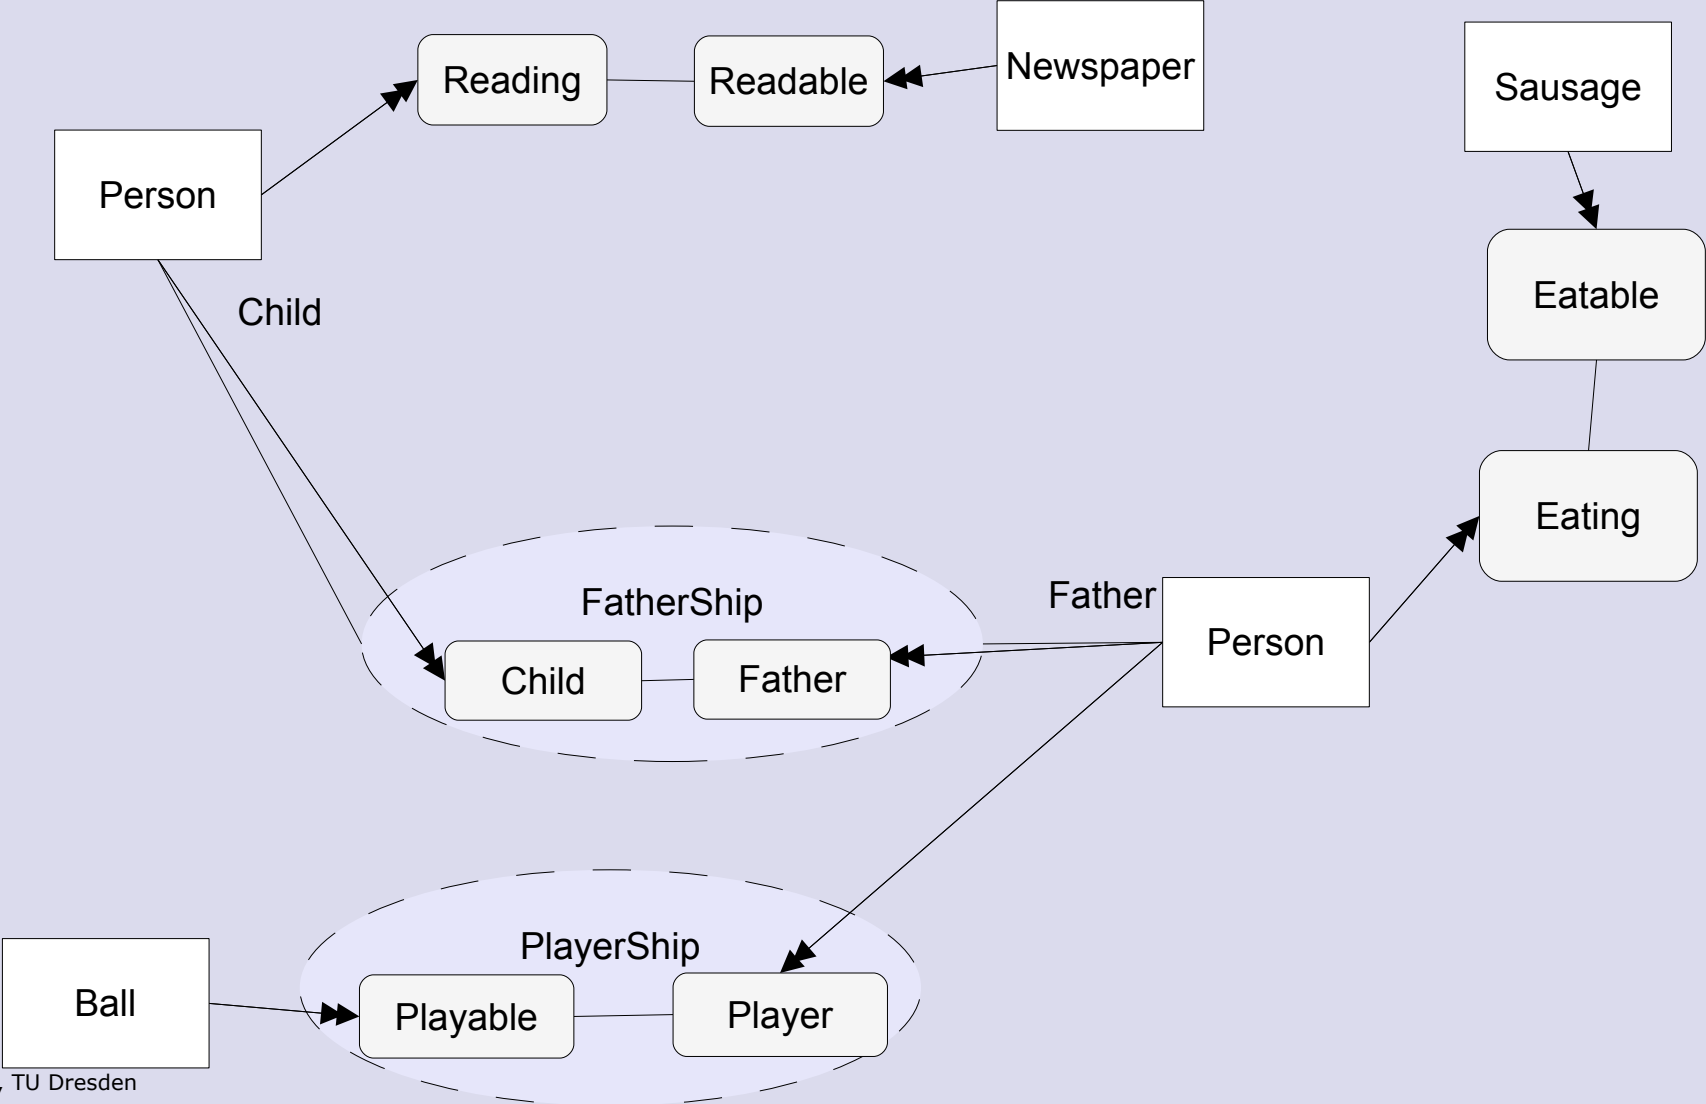 Reading
Readable
Newspaper
Sausage
Person
Child
Eatable
Eating
FatherShip
Father
Person
Child
Father
PlayerShip
Ball
Playable
Player
, TU Dresden